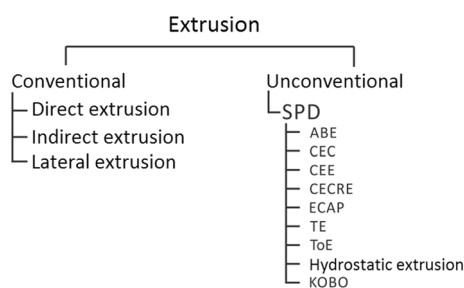 Extrusion
Conventional
Direct extrusion
Indirect extrusion
Lateral extrusion
Unconventional
SPD
ABE
CEC
CEE
CECRE
ECAP
TE
ToE
Hydrostatic extrusion
KOBO